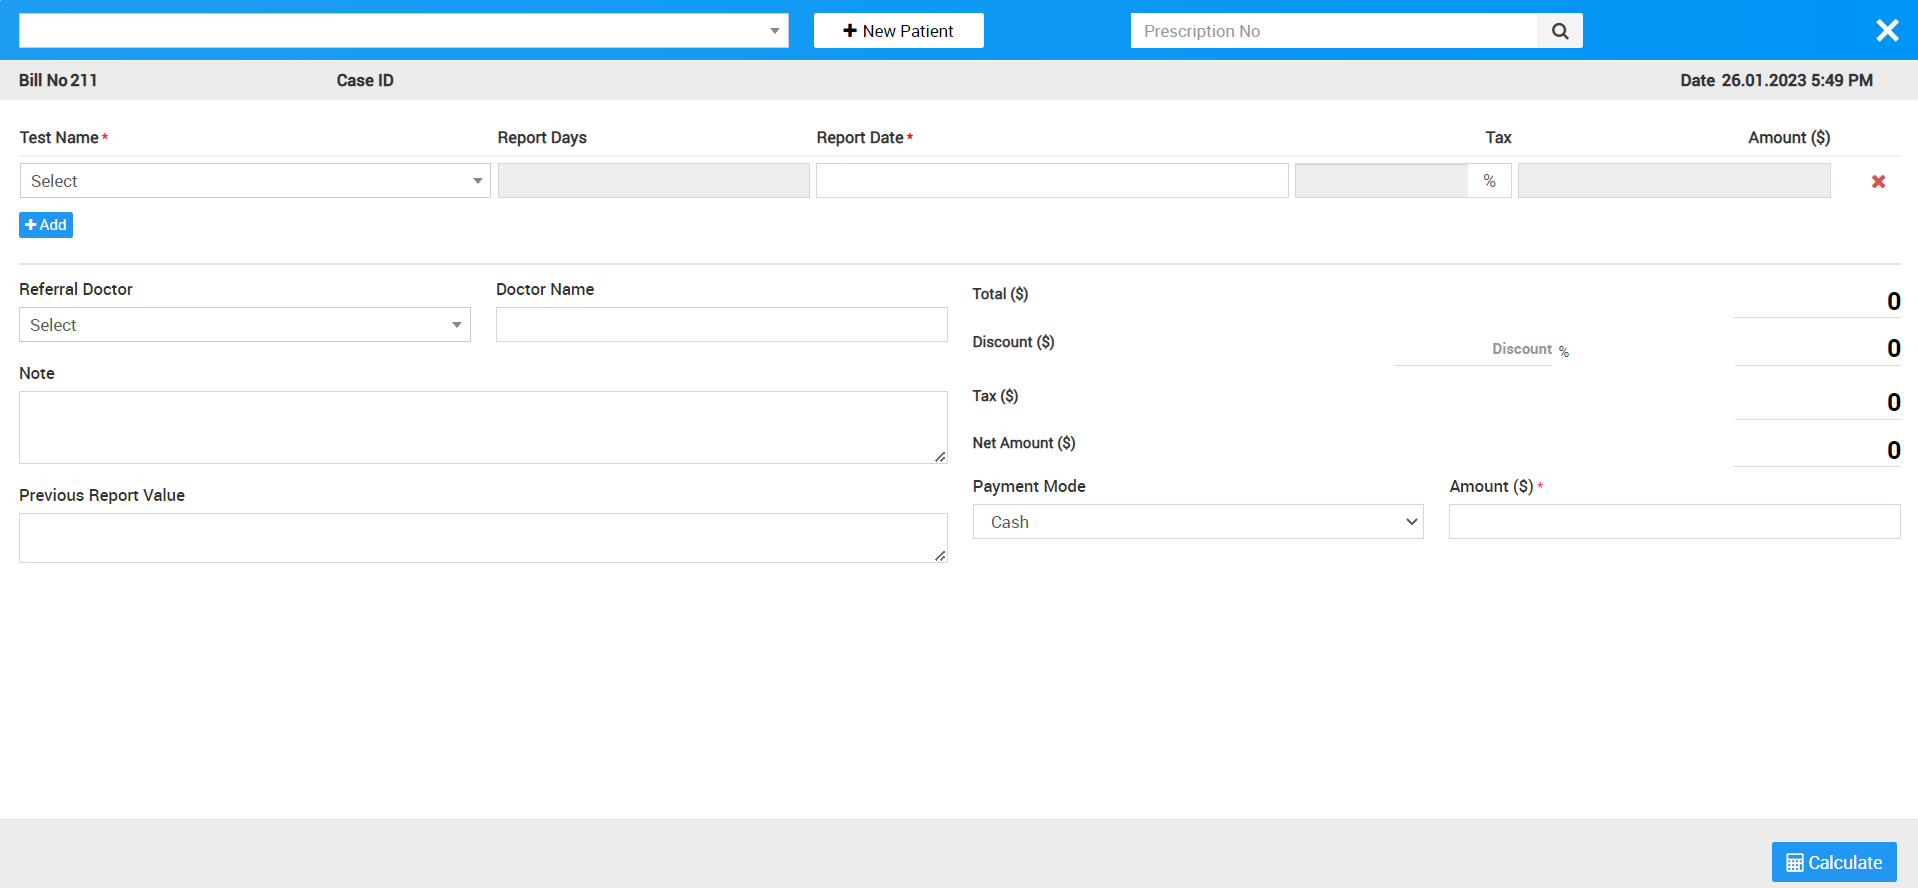 New Patient
Prescription No
Bill No 211
Case ID
Date 26.01.2023 5:49 PM
Test Name *
Report Days
Report Date *
Tax
Amount ($)
Select
%
Add
Referral Doctor
Doctor Name
Total ($)
0
Select
Discount ($)
Discount %
0
Note
Tax ($)
0
Net Amount ($)
0
Previous Report Value
Payment Mode
Amount ($) *
Cash
Calculate